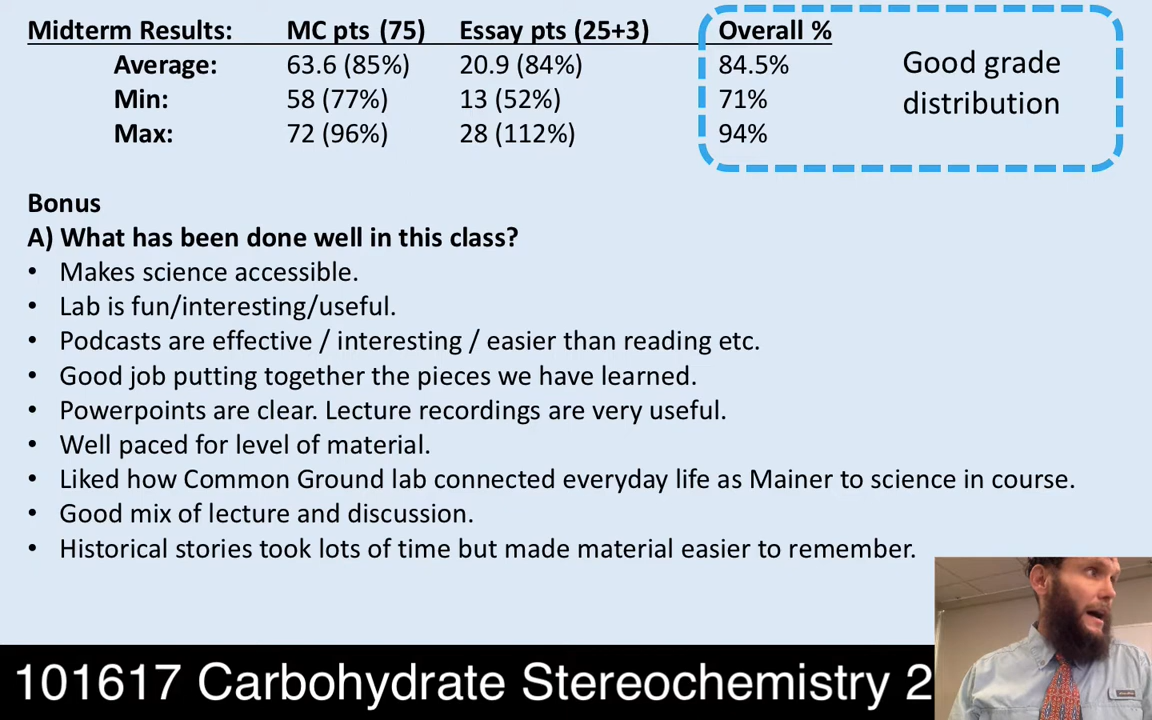 Midterm Results: MC pts (75) Essay pts (25+3) Overall %
Average: 63.6 (85%) 20.9 (84%) 84.5%
Min: 58 (77%) 13 (52%) 71%
Max: 72 (96%) 28 (112%) 94%
Good grade
distribution
Bonus
A) What has been done well in this class?
• Makes science accessible.
• Lab is fun/interesting/useful.
• Podcasts are effective / interesting / easier than reading etc.
• Good job putting together the pieces we have learned.
• Powerpoints are clear. Lecture recordings are very useful.
• Well paced for level of material.
• Liked how Common Ground lab connected everyday life as Mainer to science in course.
• Good mix of lecture and discussion.
• Historical stories took lots of time but made material easier to remember.
101617 Carbohydrate Stereochemistry 2